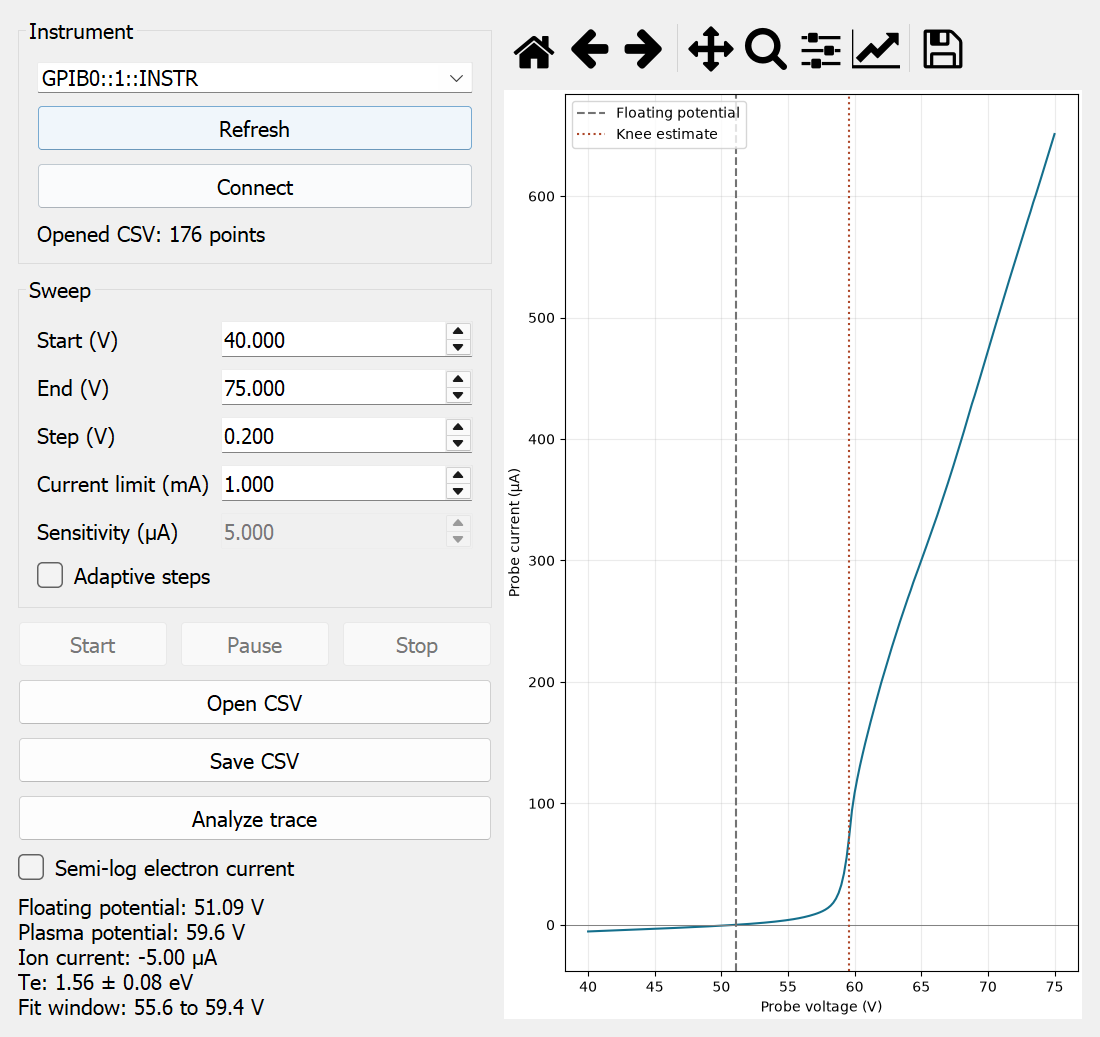 Instrument
GPIB0::1::INSTR
Refresh
Connect
Opened CSV: 176 points
Sweep
Start (V) 40.000
End (V) 75.000
Step (V) 0.200
Current limit (mA) 1.000
Sensitivity (µA) 5.000
Adaptive steps
Start Pause Stop
Open CSV
Save CSV
Analyze trace
Semi-log electron current
Floating potential: 51.09 V
Plasma potential: 59.6 V
Ion current: -5.00 µA
Te: 1.56 ± 0.08 eV
Fit window: 55.6 to 59.4 V
Floating potential
Knee estimate
Probe current (µA)
600
500
400
300
200
100
0
40 45 50 55 60 65 70 75
Probe voltage (V)